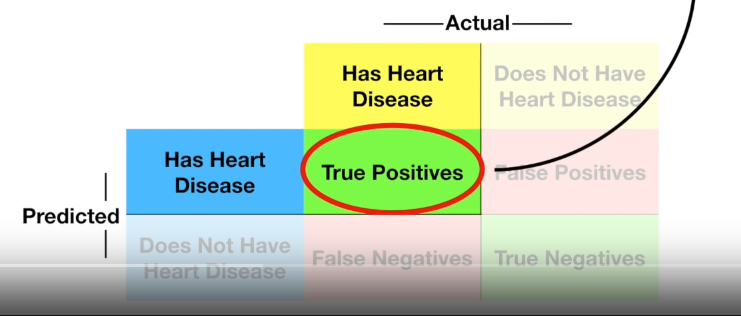 Actual
Has Heart
Disease
Does Not Have
Heart Disease
Has Heart
Disease
True Positives
False Positives
Predicted
Does Not Have
Heart Disease
False Negatives
True Negatives